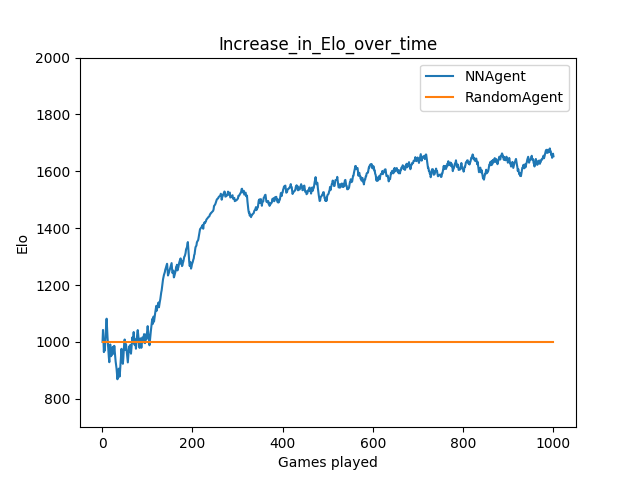 Increase_in_Elo_over_time
2000
1800
1600
1400
1200
1000
800
Elo
NNAgent
RandomAgent
0 200 400 600 800 1000
Games played